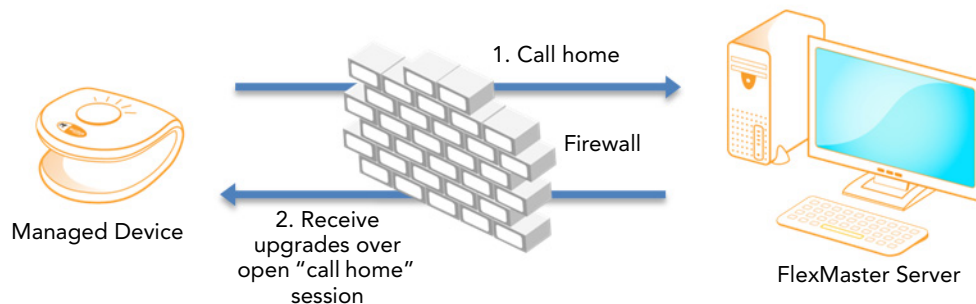 1. Call home
Firewall
Managed Device
2. Receive
upgrades over
open “call home”
session
FlexMaster Server